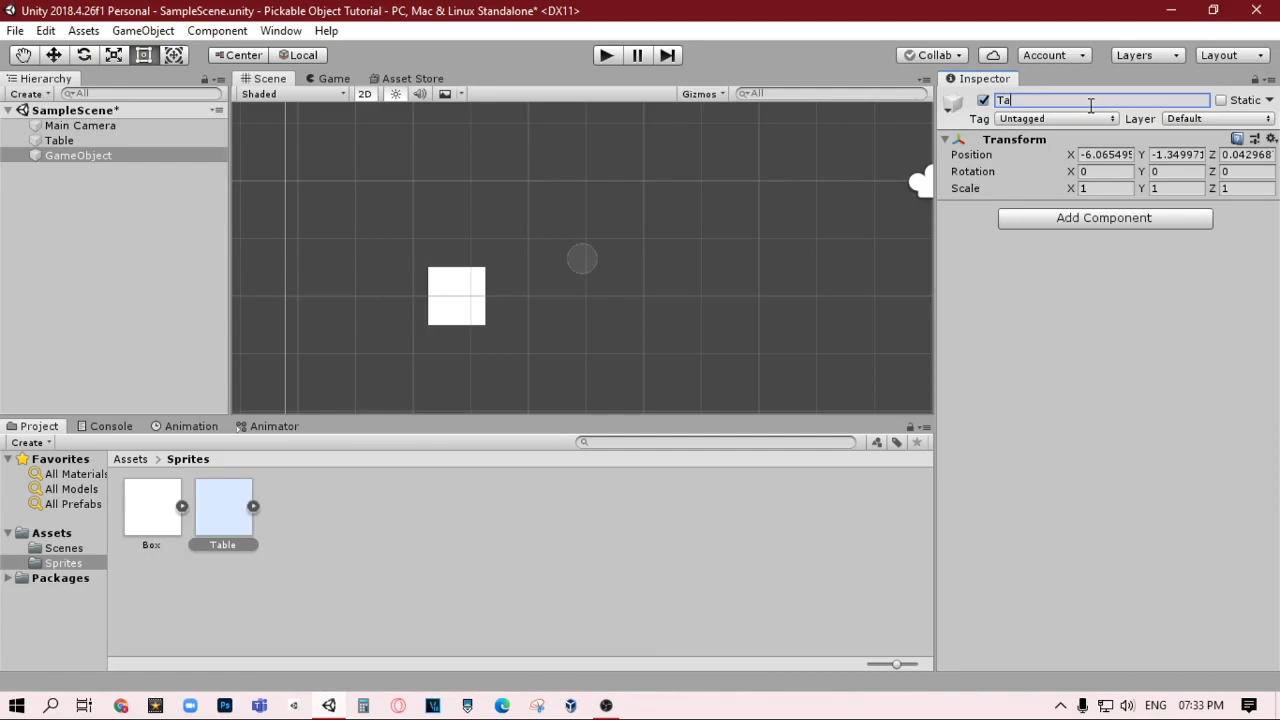 Unity 2018.4.26f1 Personal - SampleScene.unity - Pickable Object Tutorial - PC, Mac & Linux Standalone* <DX11>
File Edit Assets GameObject Component Window Help
Center Local Collab Account Layers Layout
Hierarchy Scene Game Asset Store Inspector
Create All Shaded 2D Gizmos All Ta Static
SampleScene* Tag Untagged Layer Default
Main Camera
Table Transform
GameObject Position X -6.065495 Y -1.349971 Z 0.042968
Rotation X 0 Y 0 Z 0
Scale X 1 Y 1 Z 1
Add Component
Project Console Animation Animator
Create
Favorites Assets Sprites
All Materials
All Models
All Prefabs
Assets
Scenes Box Table
Sprites
Packages
ENG 07:33 PM